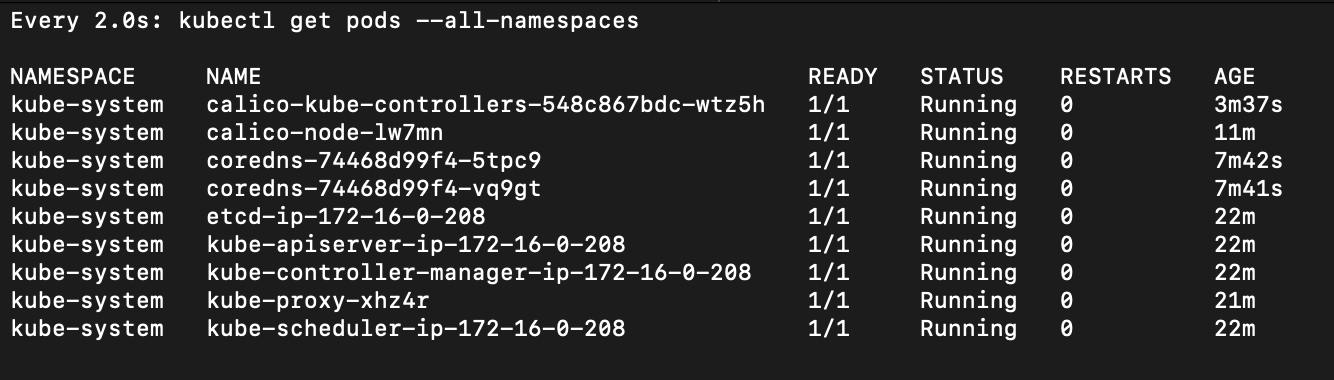 Every 2.0s: kubectl get pods --all-namespaces
NAMESPACE NAME READY STATUS RESTARTS AGE
kube-system calico-kube-controllers-548c867bdc-wtz5h 1/1 Running 0 3m37s
kube-system calico-node-lw7mn 1/1 Running 0 11m
kube-system coredns-74468d99f4-5tpc9 1/1 Running 0 7m42s
kube-system coredns-74468d99f4-vq9gt 1/1 Running 0 7m41s
kube-system etcd-ip-172-16-0-208 1/1 Running 0 22m
kube-system kube-apiserver-ip-172-16-0-208 1/1 Running 0 22m
kube-system kube-controller-manager-ip-172-16-0-208 1/1 Running 0 22m
kube-system kube-proxy-xhz4r 1/1 Running 0 21m
kube-system kube-scheduler-ip-172-16-0-208 1/1 Running 0 22m